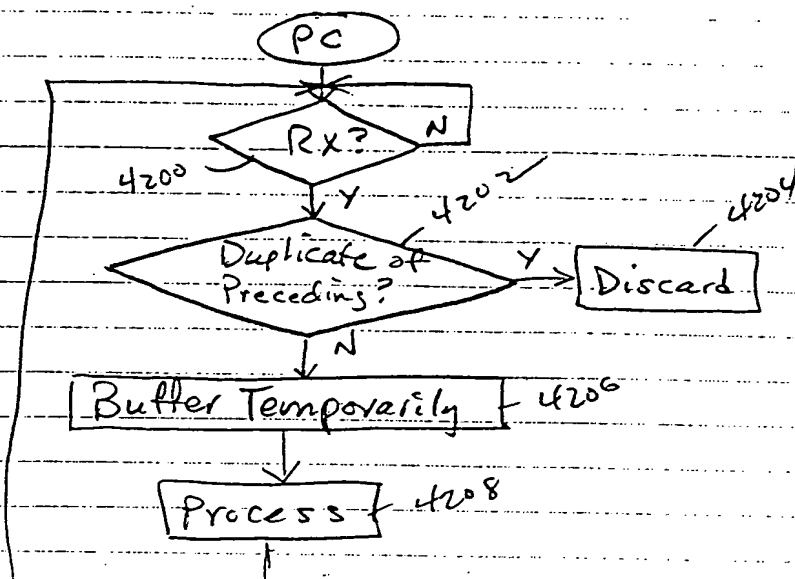 PC
Rx?
N
4200
Y
4202
4204
Duplicate of
Preceding?
Y
Discard
N
Buffer Temporarily
4206
Process
4208